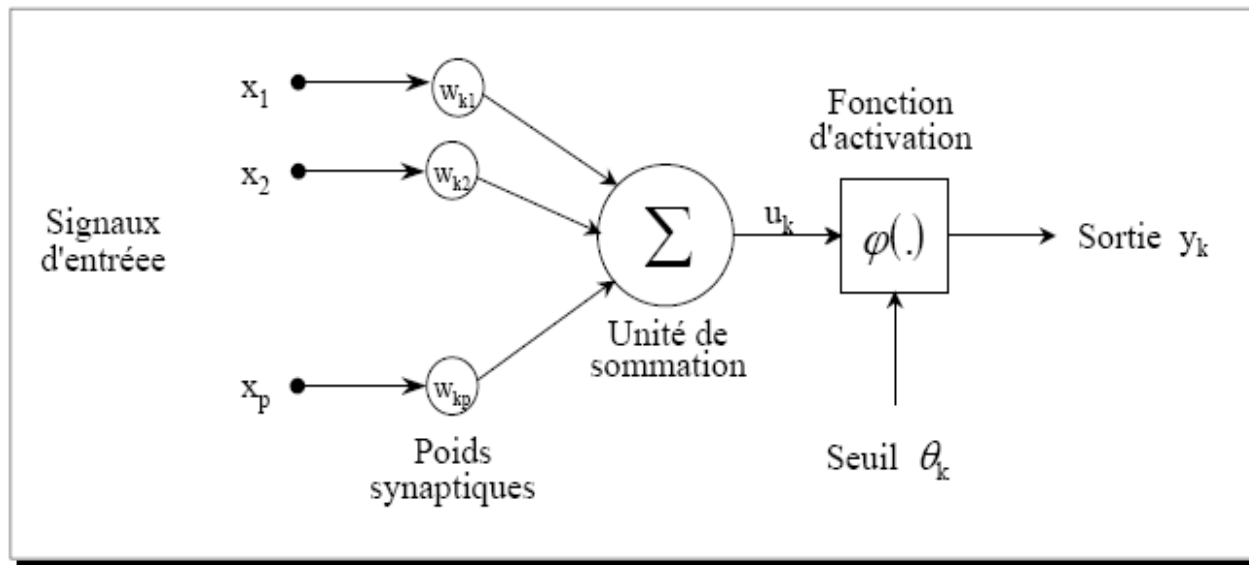 x1
wk1
Fonction
d'activation
x2
wk2
Signaux
d'entréee
Σ
uk
φ(.)
Sortie yk
Unité de
sommation
xp
wkp
Poids
synaptiques
Seuil θk